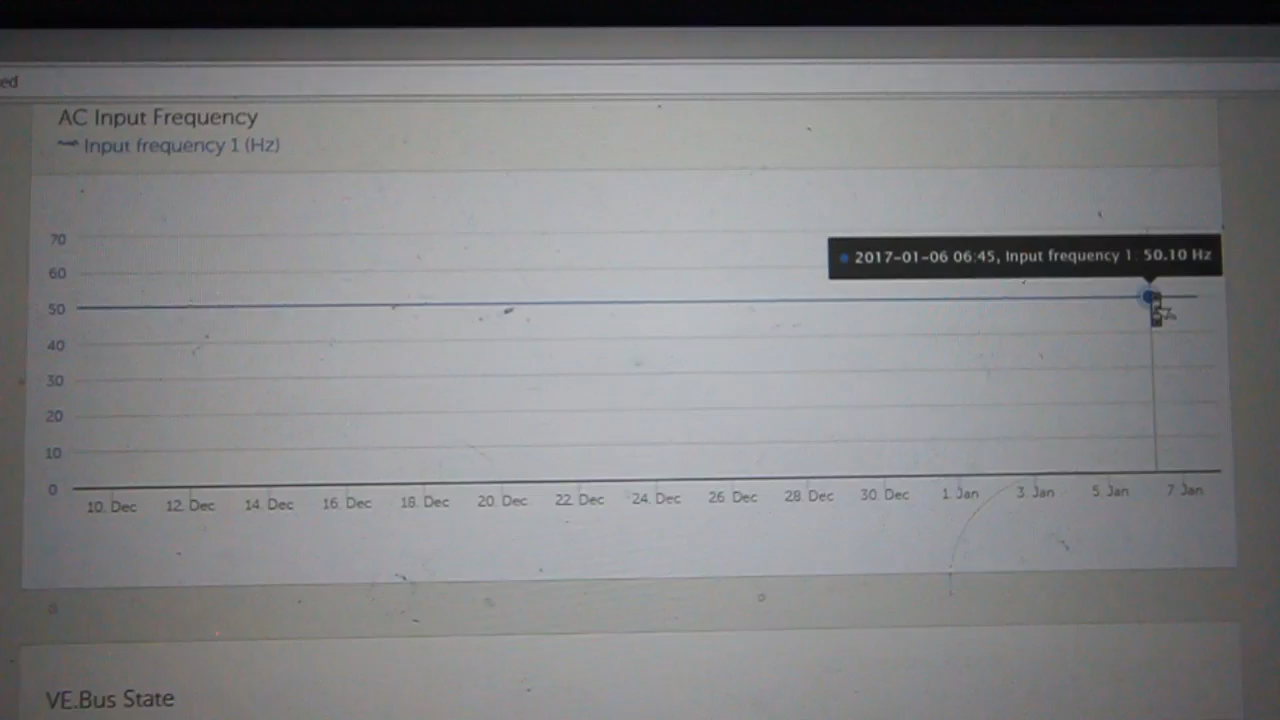 ed
AC Input Frequency
Input frequency 1 (Hz)
70
2017-01-06 06:45, Input frequency 1: 50.10 Hz
60
50
40
30
20
10
0
10. Dec 12. Dec 14. Dec 16. Dec 18. Dec 20. Dec 22. Dec 24. Dec 26. Dec 28. Dec 30. Dec 1. Jan 3. Jan 5. Jan 7. Jan
VE.Bus State